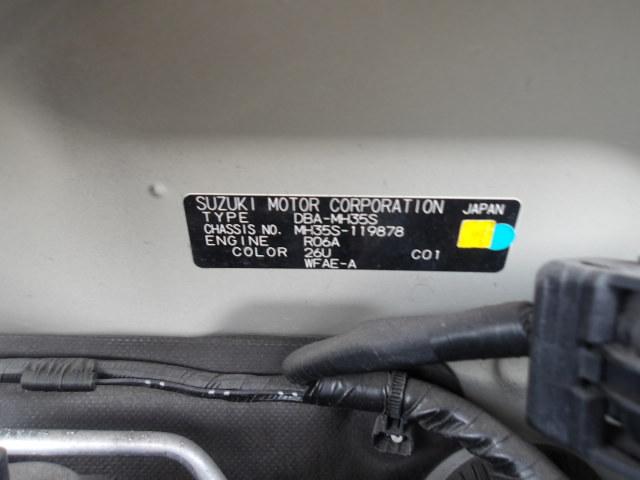 SUZUKI MOTOR CORPORATION JAPAN
TYPE DBA-MH35S
CHASSIS NO. MH35S-119878
ENGINE R06A
COLOR 26U C01
WFAE-A